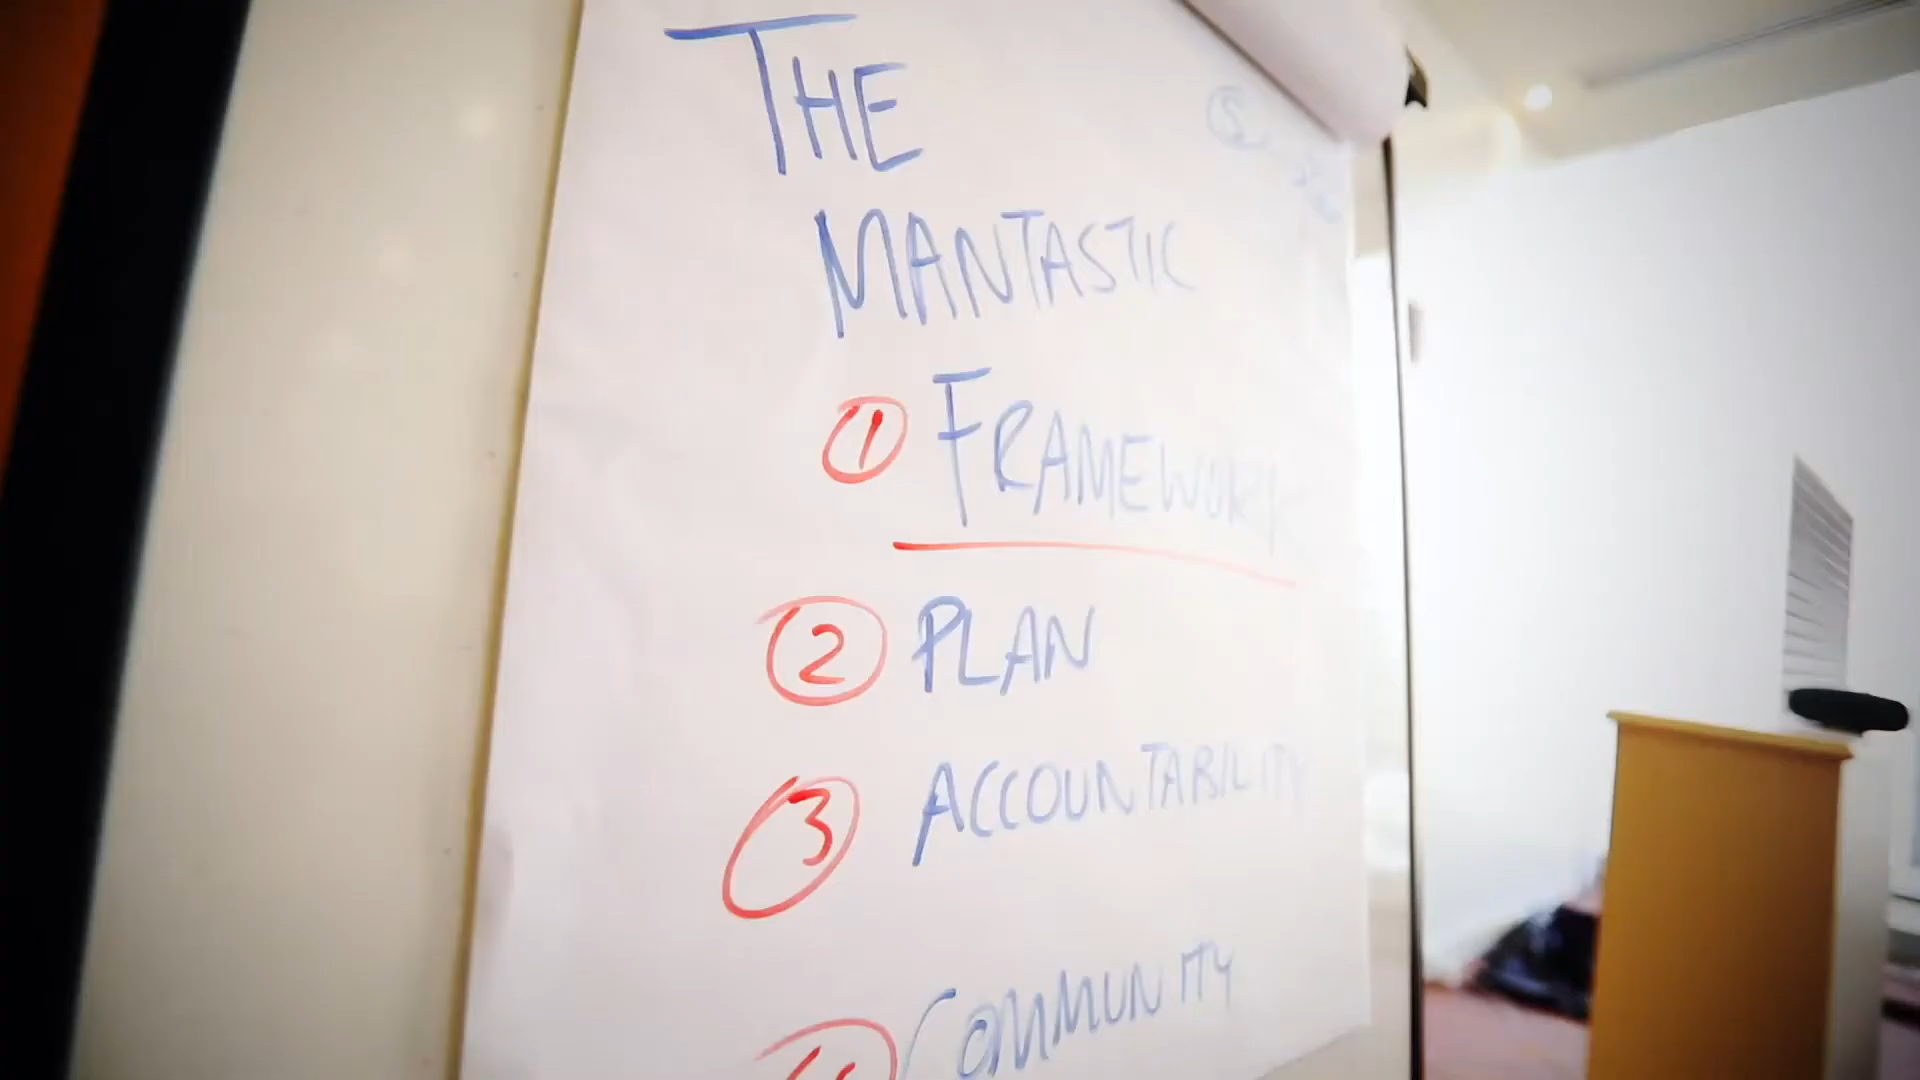 THE
MANTASTIC
1 FRAMEWORK
2 PLAN
3 ACCOUNTABILITY
COMMUNITY